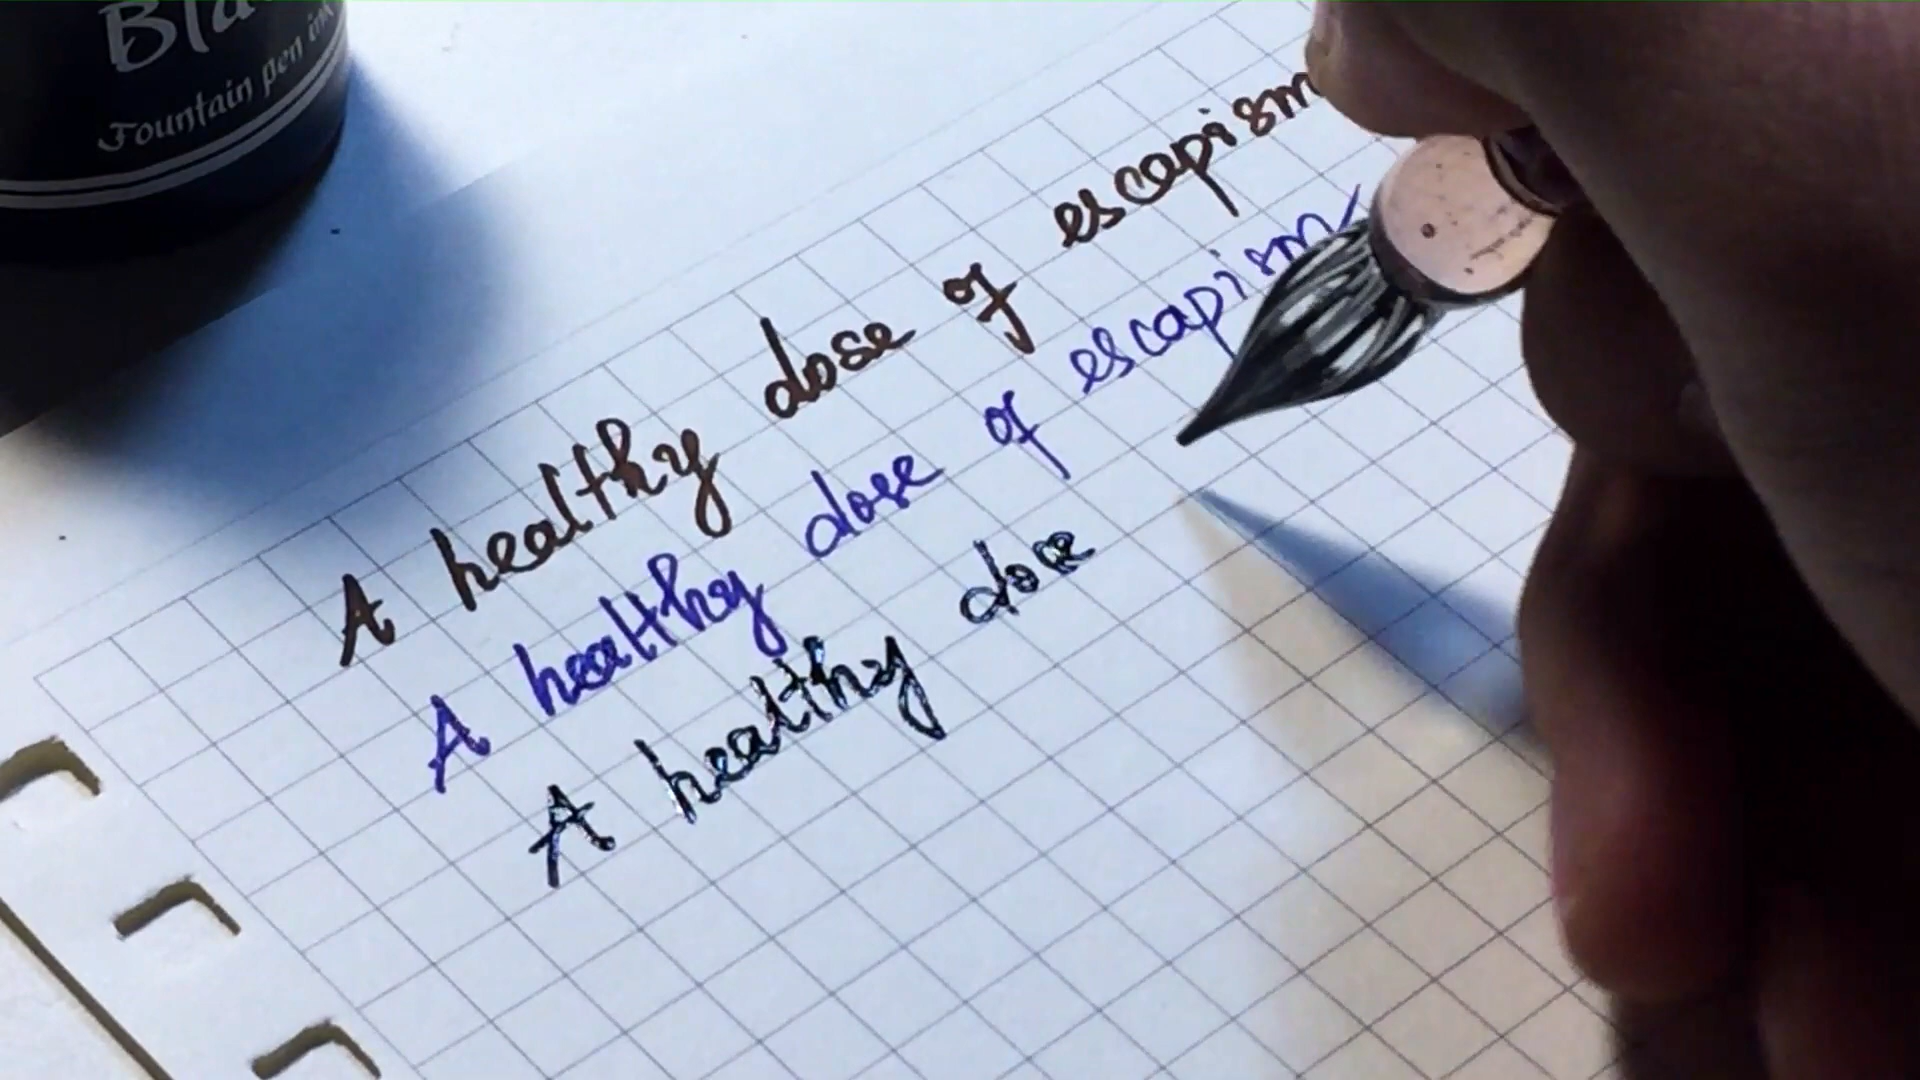 Bla
Fountain pen ink
A healthy dose of escapism
A healthy dose of escapism
A healthy dose